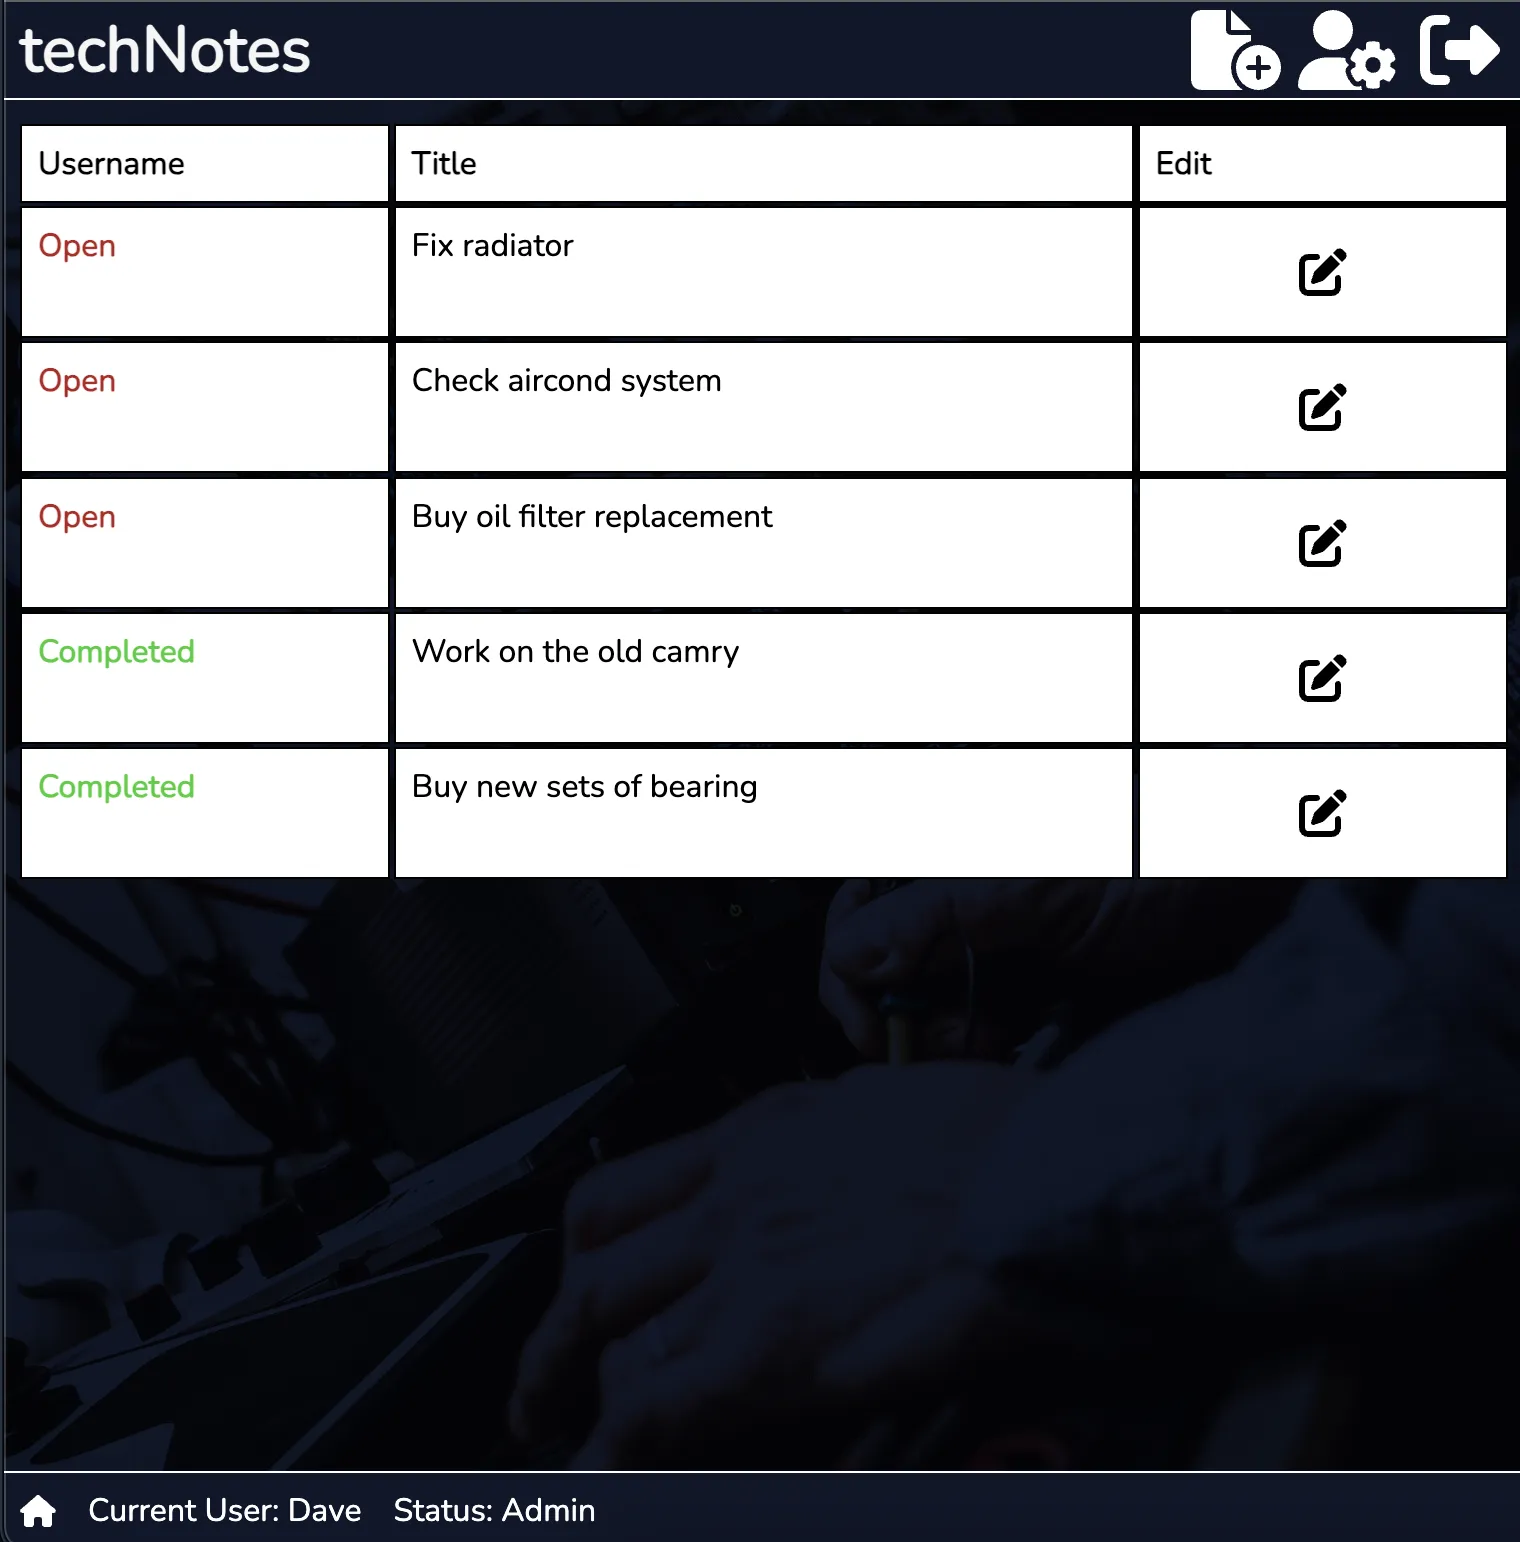 techNotes
Username Title Edit
Open Fix radiator
Open Check aircond system
Open Buy oil filter replacement
Completed Work on the old camry
Completed Buy new sets of bearing
Current User: Dave Status: Admin